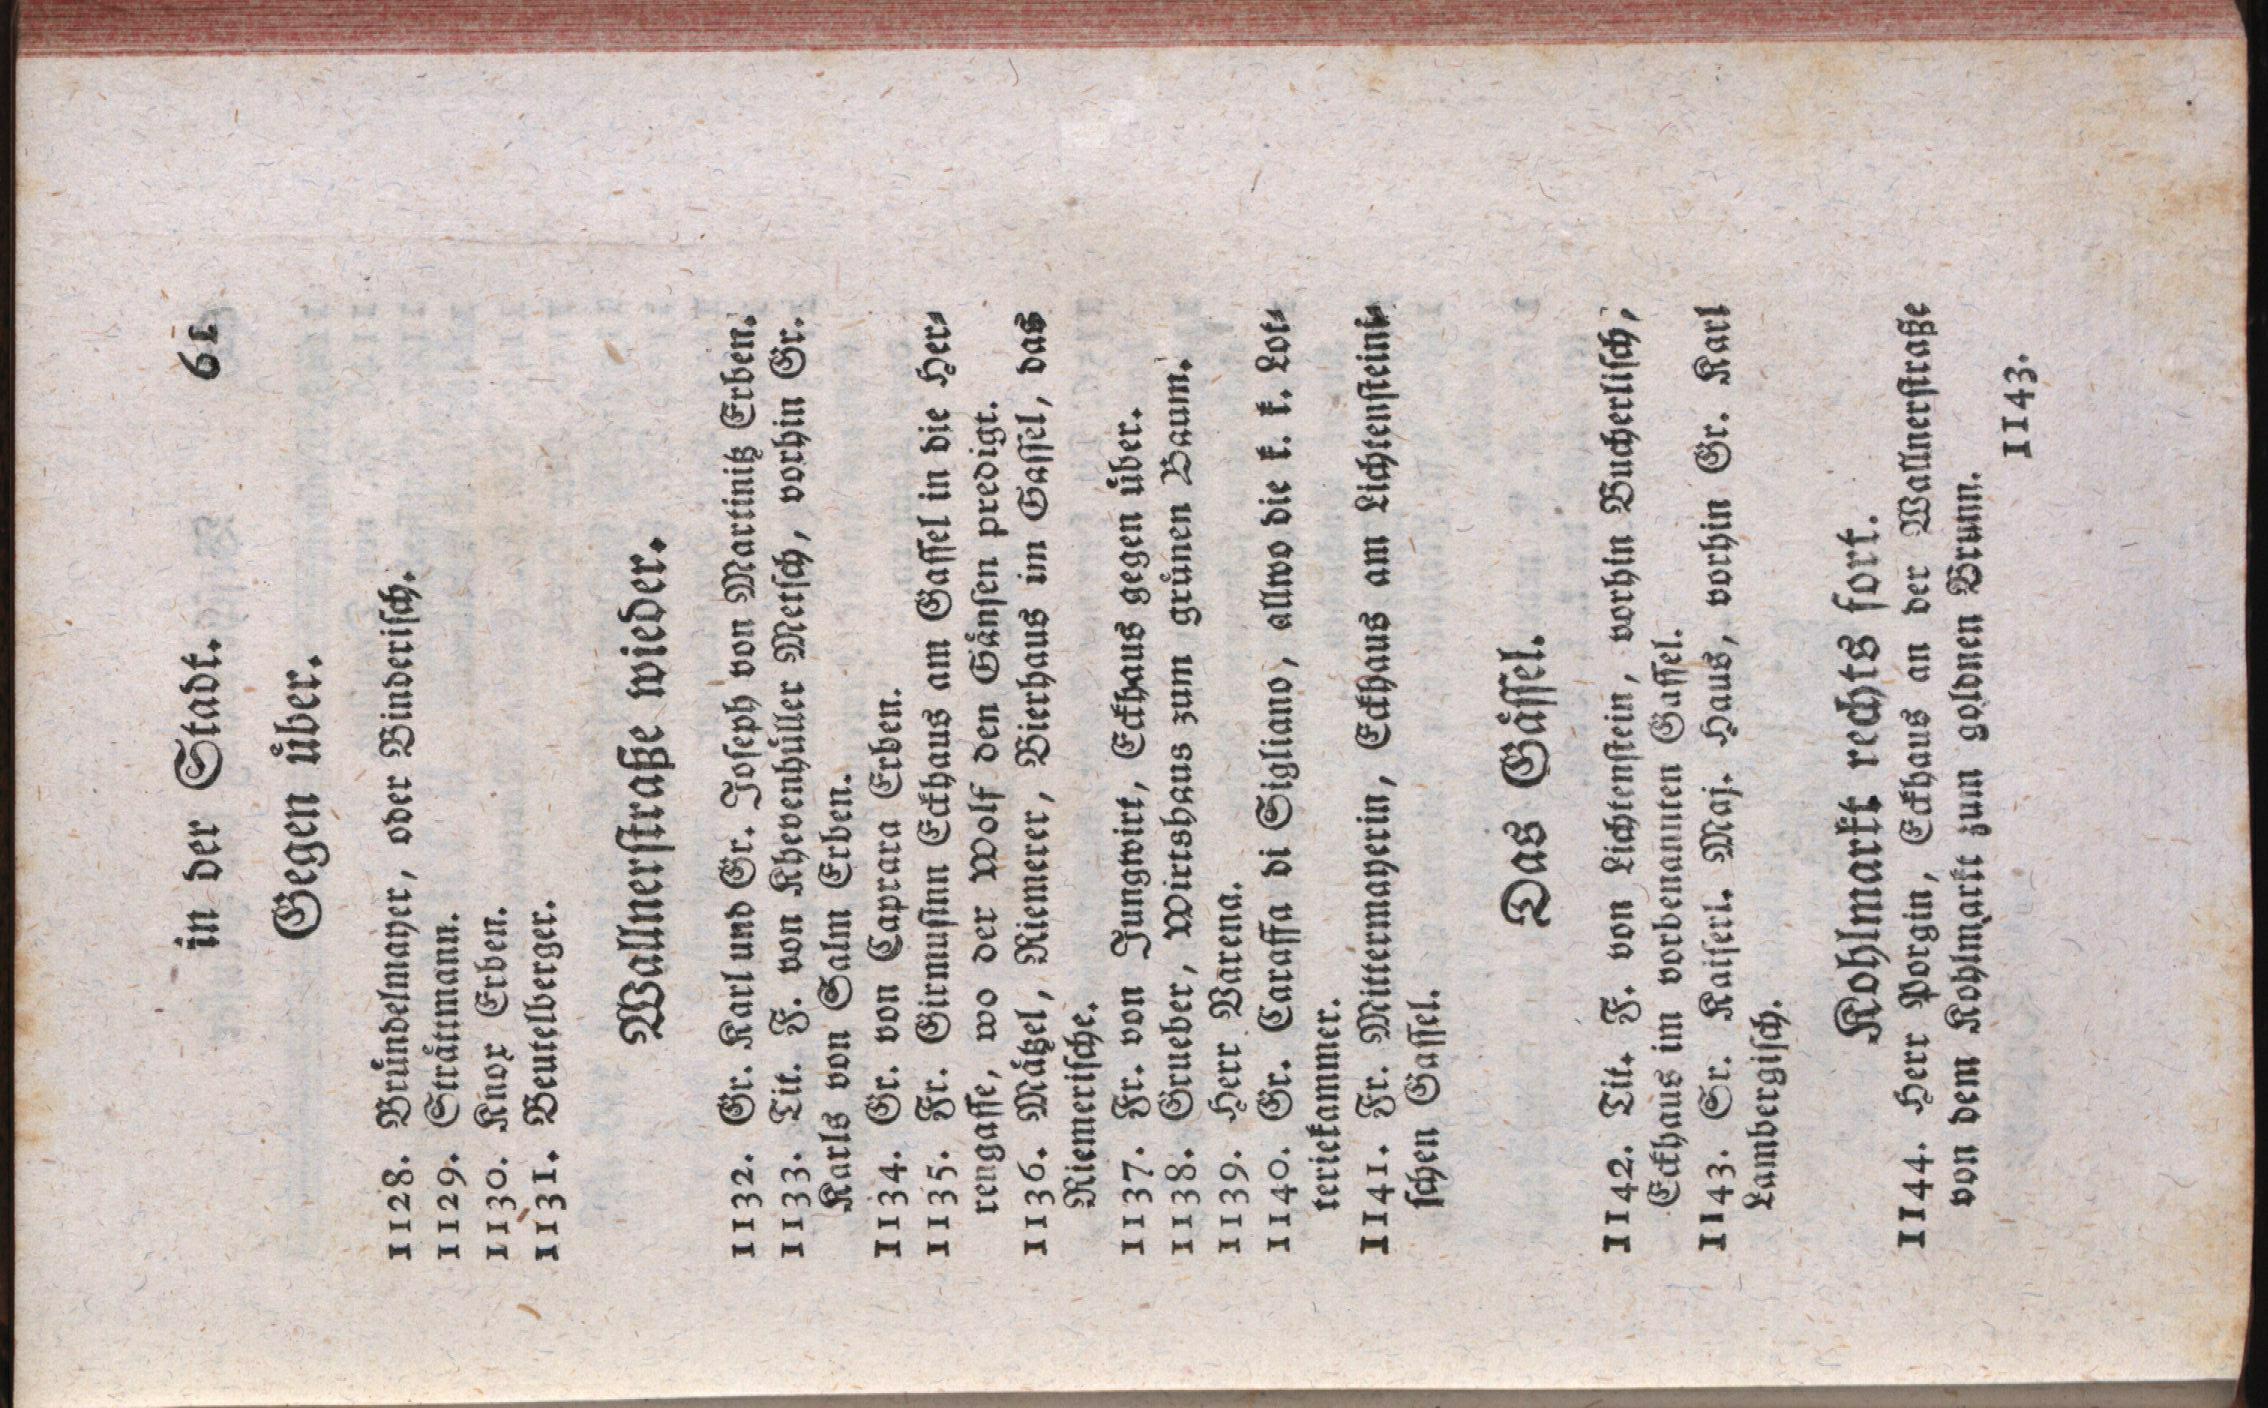 in der Stadt. 61
Gegen über.
1128. Bründelmayer, oder Binderisch.
1129. Strättmann.
1130. Knox Erben.
1131. Beutelberger.
Wallnerstraße wieder.
1132. Gr. Karl und Gr. Joseph von Martinitz Erben.
1133. Tit. F. von Khevenhüller Metsch, vorhin Gr.
Karls von Salm Erben.
1134. Gr. von Caprara Erben.
1135. Fr. Girmusinn Eckhaus am Gassel in die Her-
rengasse, wo der Wolf den Gänsen predigt.
1136. Mätzel, Riemerer, Bierhaus im Gassel, das
Riemerische.
1137. Fr. von Jungwirt, Eckhaus gegen über.
1138. Grueber, Wirtshaus zum grünen Baum.
1139. Herr Varena.
1140. Gr. Caraffa di Sigliano, allwo die k. k. Lot-
teriekammer.
1141. Fr. Mittermayerin, Eckhaus am Lichtensteini-
schen Gassel.
Das Gässel.
1142. Tit. F. von Lichtenstein, vorhin Bucherlisch,
Eckhaus im vorbenannten Gassel.
1143. Sr. Kaiserl. Maj. Haus, vorhin Gr. Karl
Lambergisch.
Kohlmarkt rechts fort.
1144. Herr Porgin, Eckhaus an der Wallnerstraße
von dem Kohlmarkt zum goldnen Brunn.
1143.